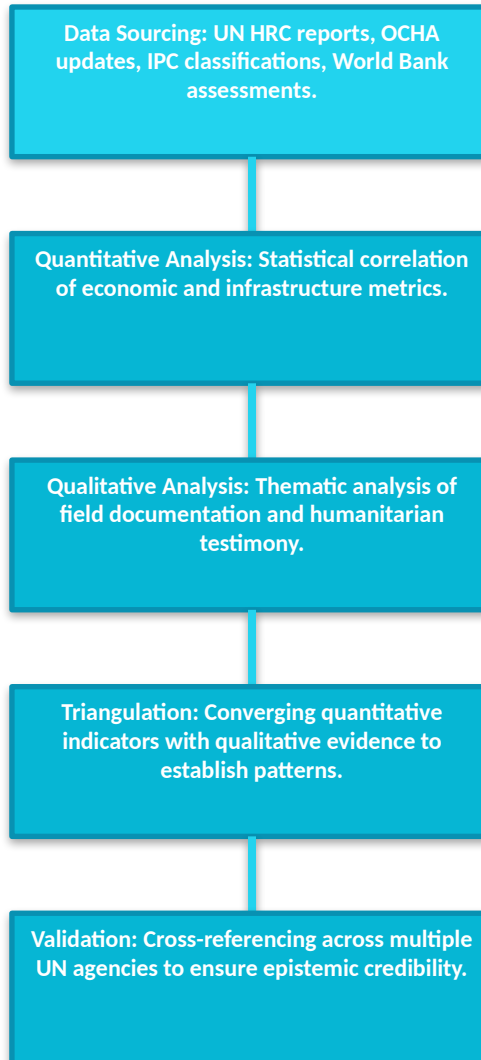 Data Sourcing: UN HRC reports, OCHA
updates, IPC classifications, World Bank
assessments.
Quantitative Analysis: Statistical correlation
of economic and infrastructure metrics.
Qualitative Analysis: Thematic analysis of
field documentation and humanitarian
testimony.
Triangulation: Converging quantitative
indicators with qualitative evidence to
establish patterns.
Validation: Cross-referencing across multiple
UN agencies to ensure epistemic credibility.